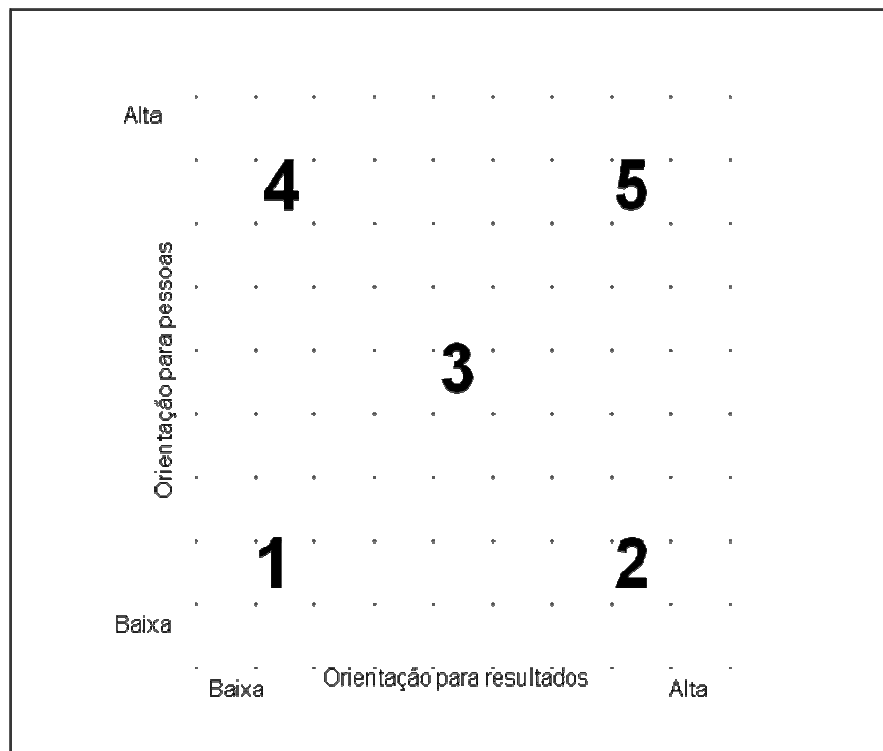 Alta
4 5
Orientação para pessoas
3
1 2
Baixa
Baixa Orientação para resultados Alta